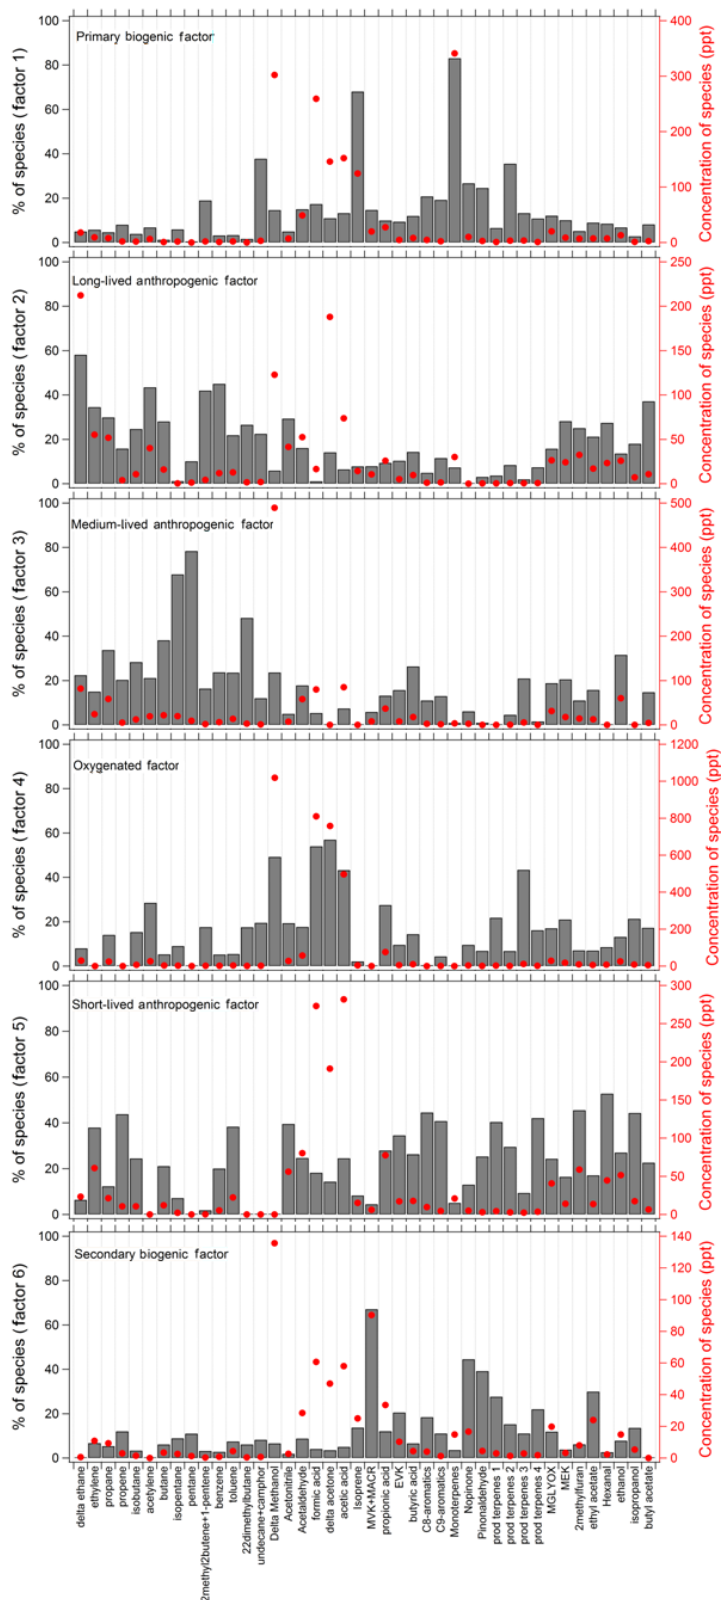 Primary biogenic factor
% of species (factor 1)
100
80
60
40
20
0
400
300
200
100
0
Concentration of species (ppt)
Long-lived anthropogenic factor
% of species (factor 2)
100
80
60
40
20
0
250
200
150
100
50
0
Concentration of species (ppt)
Medium-lived anthropogenic factor
% of species (factor 3)
100
80
60
40
20
0
500
400
300
200
100
0
Concentration of species (ppt)
Oxygenated factor
% of species (factor 4)
100
80
60
40
20
0
1200
1000
800
600
400
200
0
Concentration of species (ppt)
Short-lived anthropogenic factor
% of species (factor 5)
100
80
60
40
20
0
300
250
200
150
100
50
0
Concentration of species (ppt)
Secondary biogenic factor
% of species (factor 6)
100
80
60
40
20
0
140
120
100
80
60
40
20
0
Concentration of species (ppt)
delta ethane
ethylene
propane
propene
isobutane
acetylene
butane
isopentane
pentane
2methyl2butene+1-pentene
benzene
toluene
22dimethylbutane
undecane+camphor
Delta Methanol
Acetonitrile
Acetaldehyde
formic acid
delta acetone
acetic acid
Isoprene
MVK+MACR
propionic acid
EVK
butyric acid
C8-aromatics
C9-aromatics
Monoterpenes
Nopinone
Pinonaldehyde
prod terpenes 1
prod terpenes 2
prod terpenes 3
prod terpenes 4
MGLYOX
MEK
2methylfuran
ethyl acetate
Hexanal
ethanol
isopropanol
butyl acetate